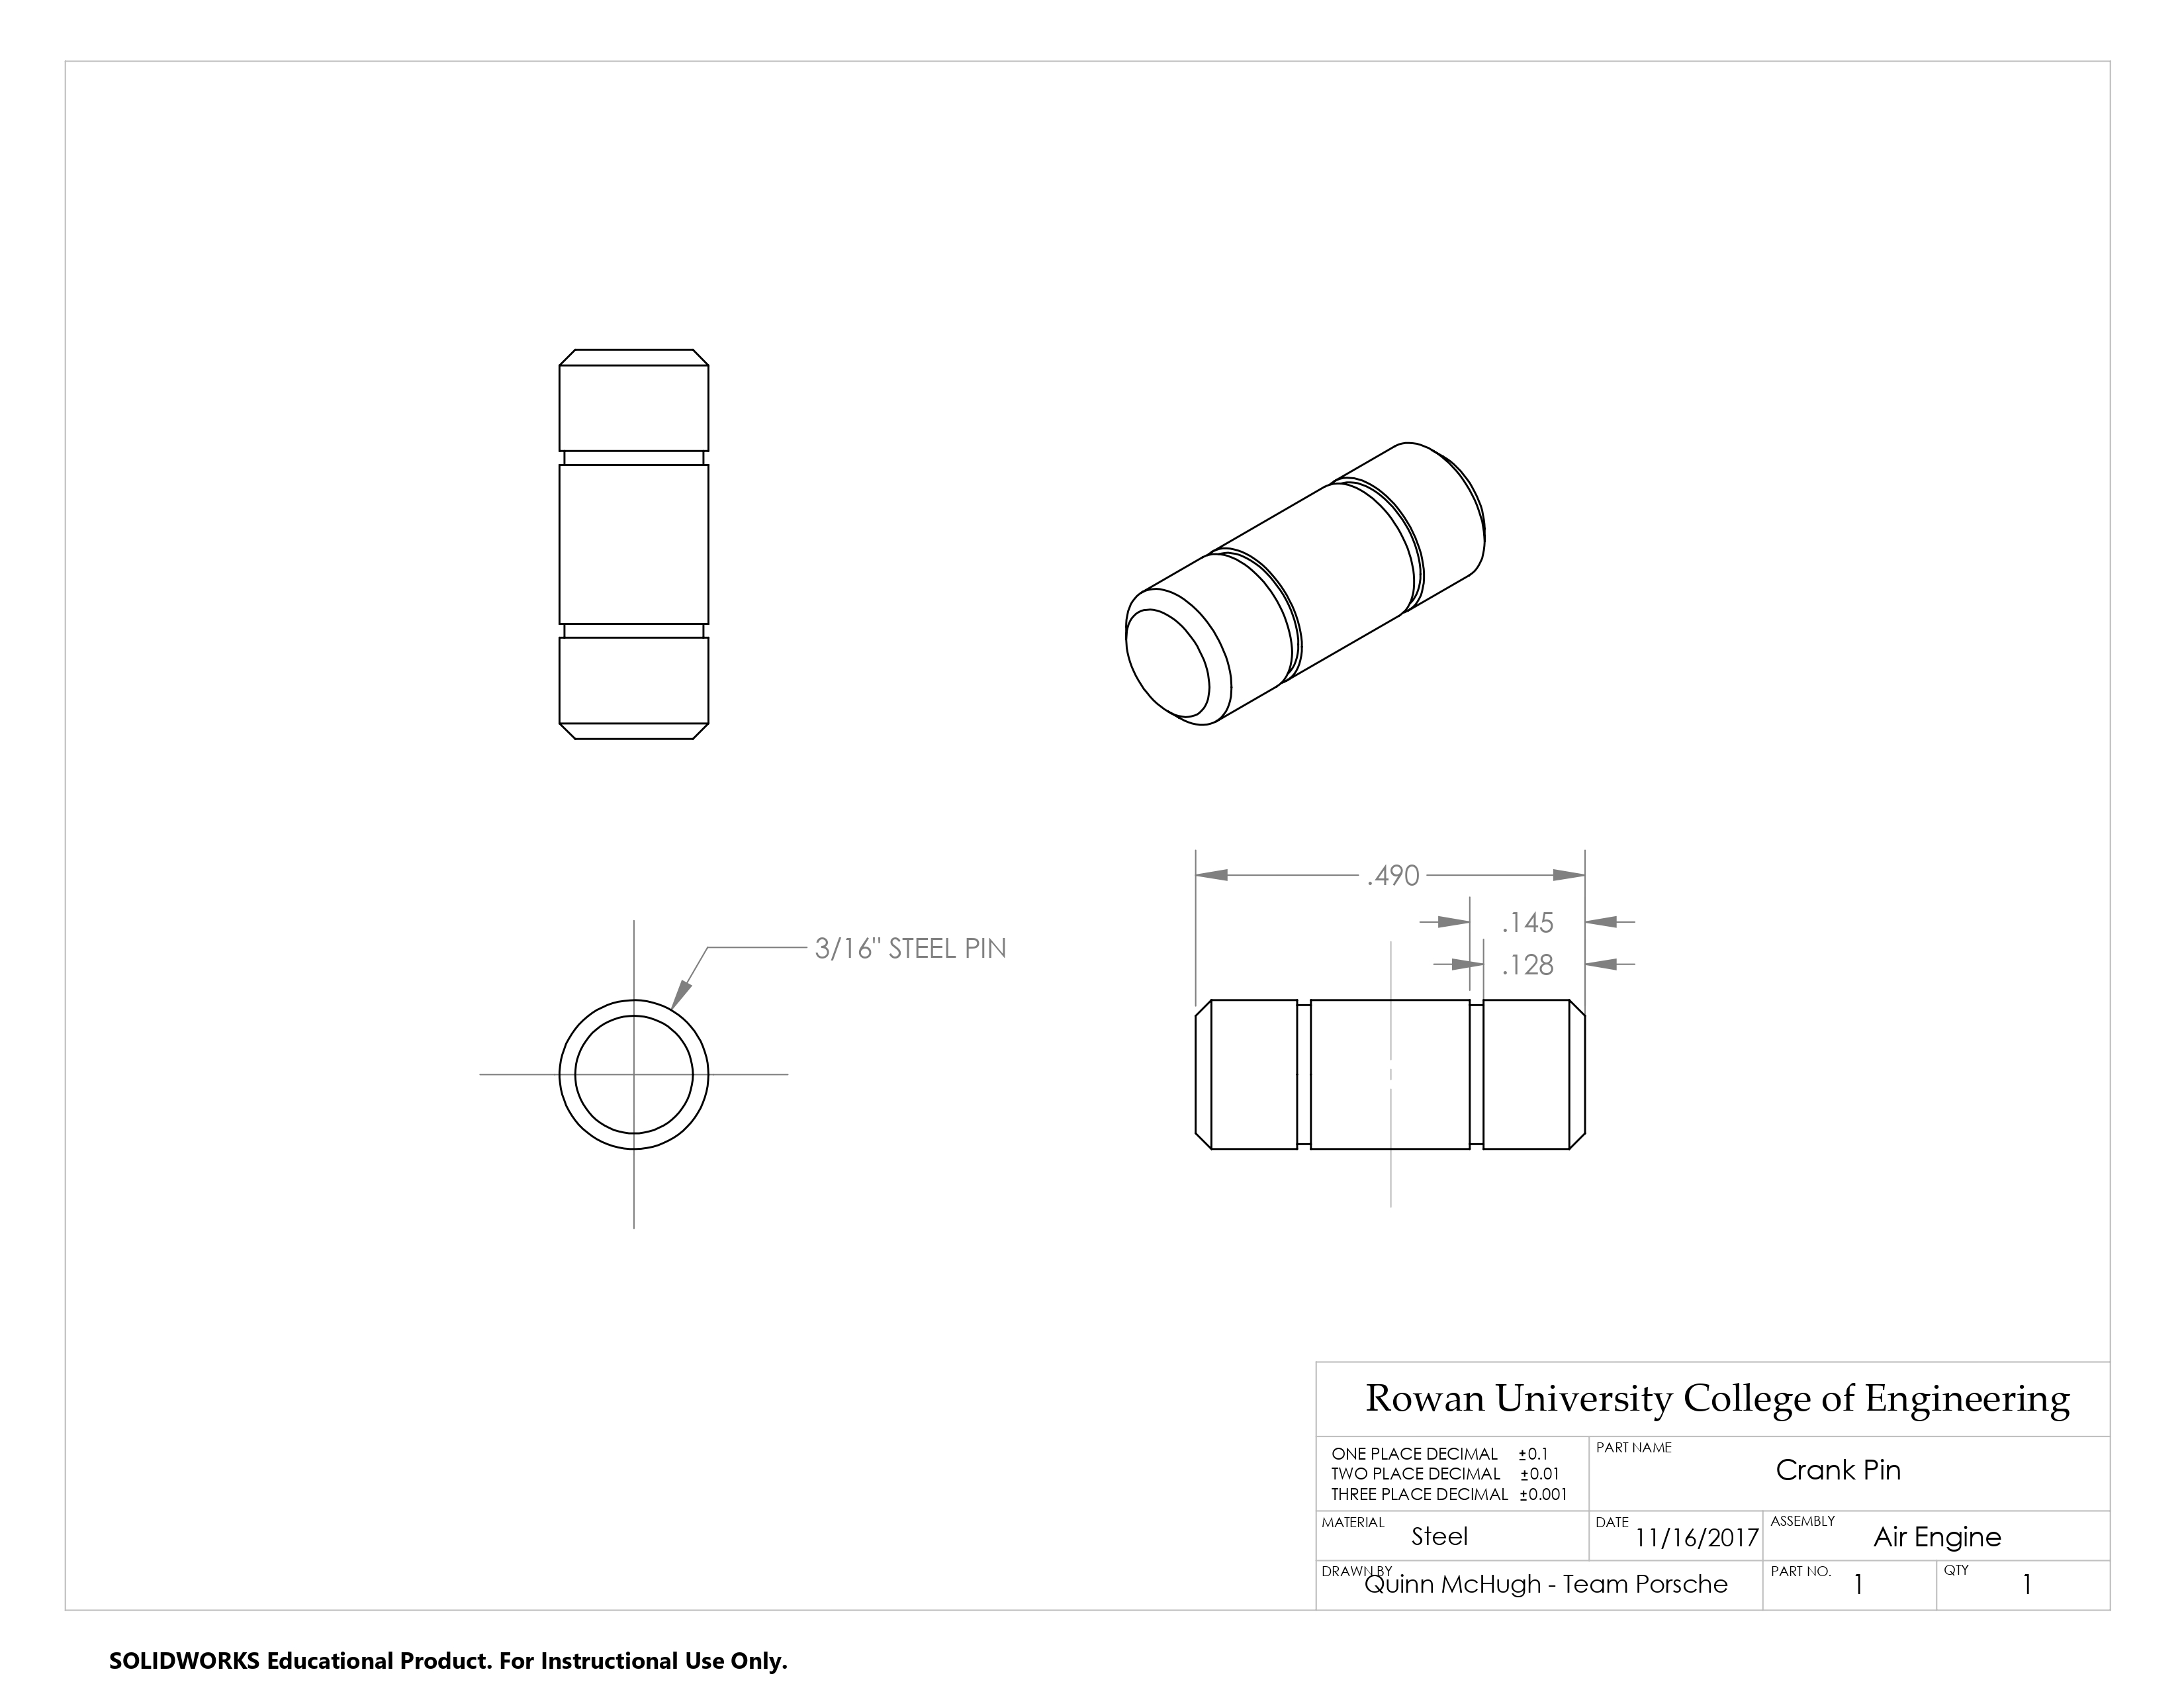 .490
.145
.128
3/16" STEEL PIN
Rowan University College of Engineering
ONE PLACE DECIMAL ±0.1
TWO PLACE DECIMAL ±0.01
THREE PLACE DECIMAL ±0.001
PART NAME
Crank Pin
MATERIAL Steel
DATE 11/16/2017
ASSEMBLY Air Engine
DRAWN BY Quinn McHugh - Team Porsche
PART NO. 1
QTY 1
SOLIDWORKS Educational Product. For Instructional Use Only.